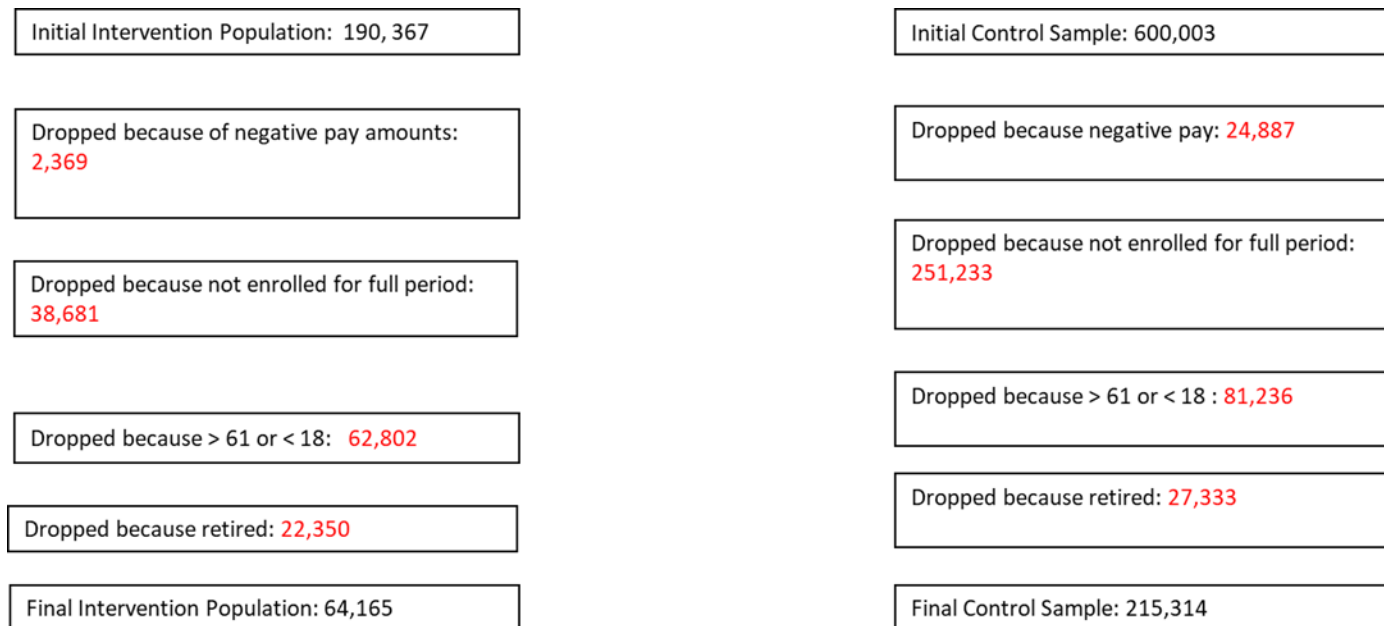 Initial Intervention Population: 190, 367
Dropped because of negative pay amounts:
2,369
Dropped because not enrolled for full period:
38,681
Dropped because > 61 or < 18: 62,802
Dropped because retired: 22,350
Final Intervention Population: 64,165
Initial Control Sample: 600,003
Dropped because negative pay: 24,887
Dropped because not enrolled for full period:
251,233
Dropped because > 61 or < 18 : 81,236
Dropped because retired: 27,333
Final Control Sample: 215,314